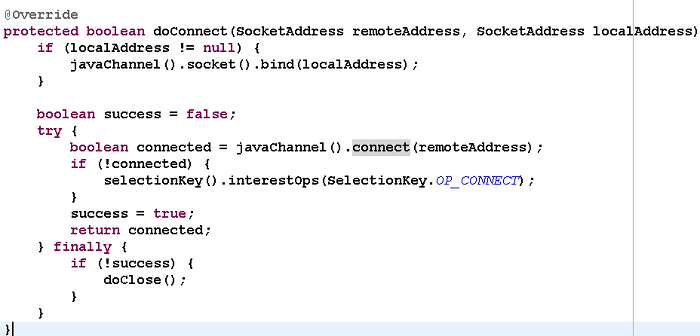 @Override
protected boolean doConnect(SocketAddress remoteAddress, SocketAddress localAddress)
    if (localAddress != null) {
        javaChannel().socket().bind(localAddress);
    }
    boolean success = false;
    try {
        boolean connected = javaChannel().connect(remoteAddress);
        if (!connected) {
            selectionKey().interestOps(SelectionKey.OP_CONNECT);
        }
        success = true;
        return connected;
    } finally {
        if (!success) {
            doClose();
        }
    }
}